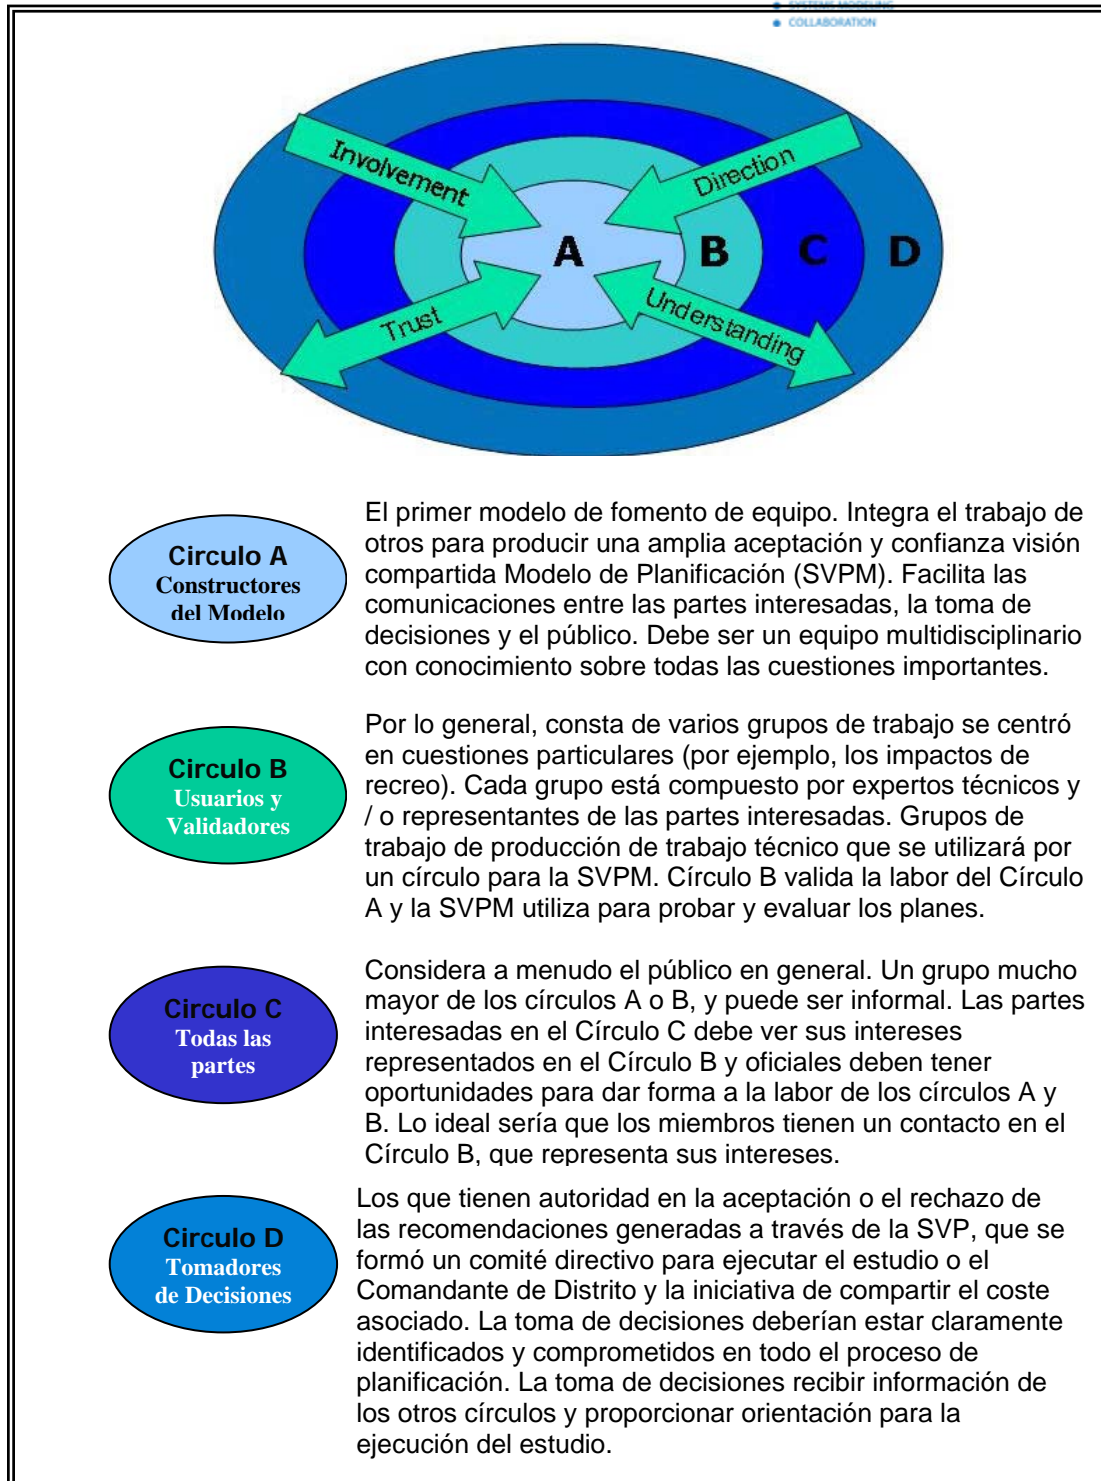 SYSTEMS MODELING
COLLABORATION
Involvement
Direction
A
B
C
D
Trust
Understanding
Circulo A
Constructores
del Modelo
El primer modelo de fomento de equipo. Integra el trabajo de
otros para producir una amplia aceptación y confianza visión
compartida Modelo de Planificación (SVPM). Facilita las
comunicaciones entre las partes interesadas, la toma de
decisiones y el público. Debe ser un equipo multidisciplinario
con conocimiento sobre todas las cuestiones importantes.
Circulo B
Usuarios y
Validadores
Por lo general, consta de varios grupos de trabajo se centró
en cuestiones particulares (por ejemplo, los impactos de
recreo). Cada grupo está compuesto por expertos técnicos y
/ o representantes de las partes interesadas. Grupos de
trabajo de producción de trabajo técnico que se utilizará por
un círculo para la SVPM. Círculo B valida la labor del Círculo
A y la SVPM utiliza para probar y evaluar los planes.
Circulo C
Todas las
partes
Considera a menudo el público en general. Un grupo mucho
mayor de los círculos A o B, y puede ser informal. Las partes
interesadas en el Círculo C debe ver sus intereses
representados en el Círculo B y oficiales deben tener
oportunidades para dar forma a la labor de los círculos A y
B. Lo ideal sería que los miembros tienen un contacto en el
Círculo B, que representa sus intereses.
Circulo D
Tomadores
de Decisiones
Los que tienen autoridad en la aceptación o el rechazo de
las recomendaciones generadas a través de la SVP, que se
formó un comité directivo para ejecutar el estudio o el
Comandante de Distrito y la iniciativa de compartir el coste
asociado. La toma de decisiones deberían estar claramente
identificados y comprometidos en todo el proceso de
planificación. La toma de decisiones recibir información de
los otros círculos y proporcionar orientación para la
ejecución del estudio.